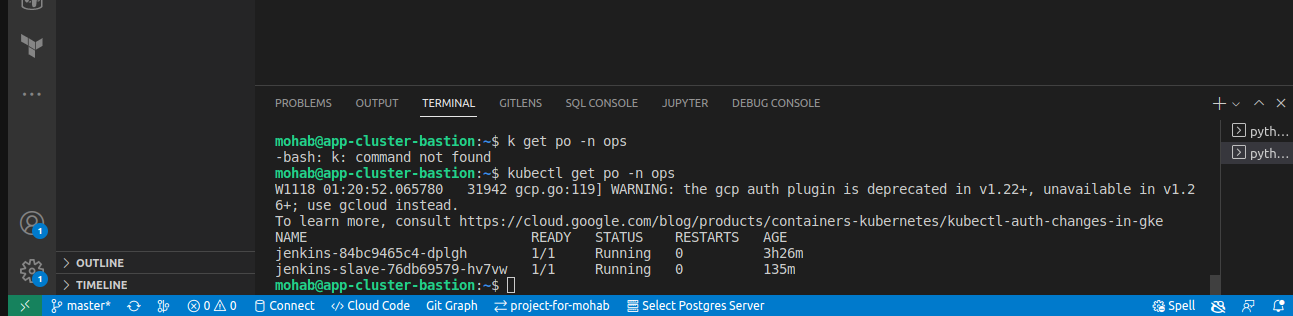 PROBLEMS OUTPUT TERMINAL GITLENS SQL CONSOLE JUPYTER DEBUG CONSOLE
mohab@app-cluster-bastion:~$ k get po -n ops
-bash: k: command not found
mohab@app-cluster-bastion:~$ kubectl get po -n ops
W1118 01:20:52.065780   31942 gcp.go:119] WARNING: the gcp auth plugin is deprecated in v1.22+, unavailable in v1.2
6+; use gcloud instead.
To learn more, consult https://cloud.google.com/blog/products/containers-kubernetes/kubectl-auth-changes-in-gke
NAME                            READY   STATUS    RESTARTS   AGE
jenkins-84bc9465c4-dplgh        1/1     Running   0          3h26m
jenkins-slave-76db69579-hv7vw   1/1     Running   0          135m
mohab@app-cluster-bastion:~$
pyth...
pyth...
1
1
OUTLINE
TIMELINE
master* 0 0 Connect Cloud Code Git Graph project-for-mohab Select Postgres Server Spell